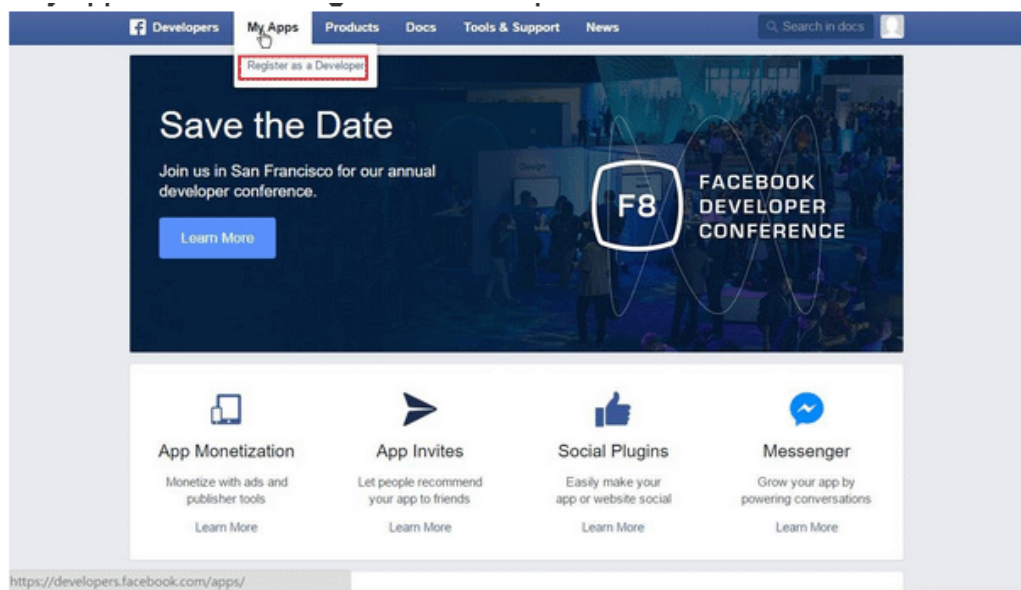 Developers My Apps Products Docs Tools & Support News Search in docs
Register as a Developer
Save the Date
Join us in San Francisco for our annual
developer conference.
Learn More
Design
F8
FACEBOOK
DEVELOPER
CONFERENCE
App Monetization
Monetize with ads and
publisher tools
Learn More
App Invites
Let people recommend
your app to friends
Learn More
Social Plugins
Easily make your
app or website social
Learn More
Messenger
Grow your app by
powering conversations
Learn More
https://developers.facebook.com/apps/